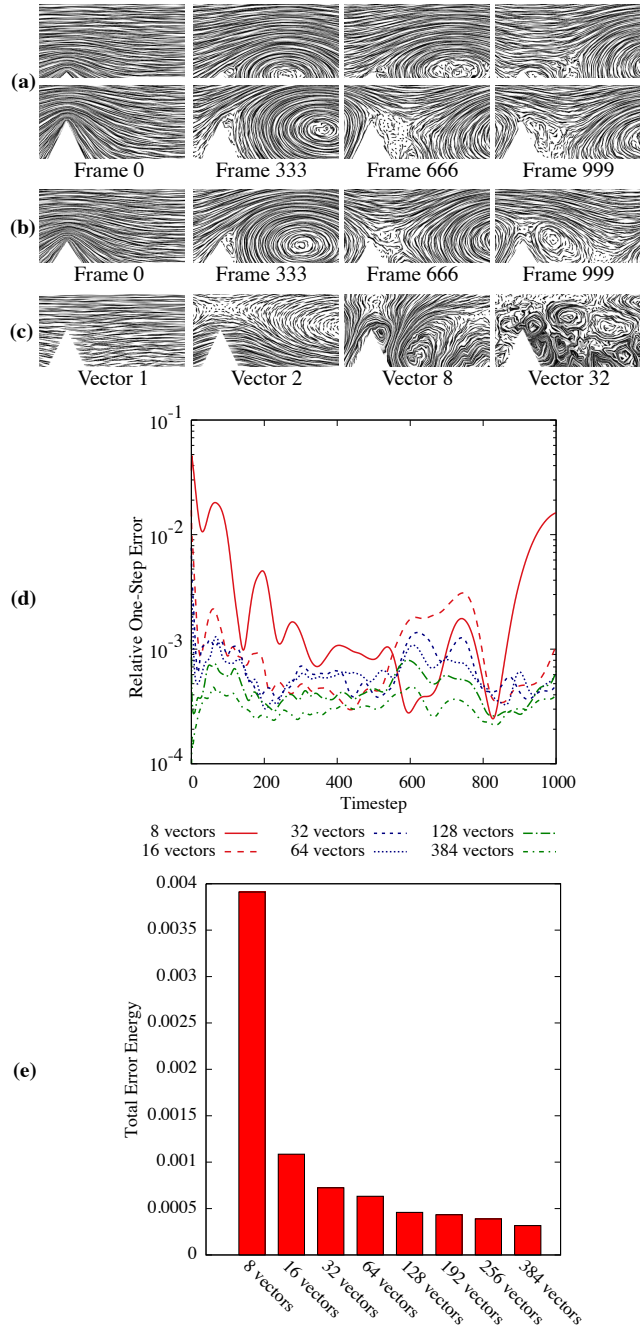 (a)
Frame 0 Frame 333 Frame 666 Frame 999
(b)
Frame 0 Frame 333 Frame 666 Frame 999
(c)
Vector 1 Vector 2 Vector 8 Vector 32
(d)
Relative One-Step Error
10-1
10-2
10-3
10-4
0 200 400 600 800 1000
Timestep
8 vectors 32 vectors 128 vectors
16 vectors 64 vectors 384 vectors
(e)
Total Error Energy
0.004
0.0035
0.003
0.0025
0.002
0.0015
0.001
0.0005
0
8 vectors
16 vectors
32 vectors
64 vectors
128 vectors
192 vectors
256 vectors
384 vectors